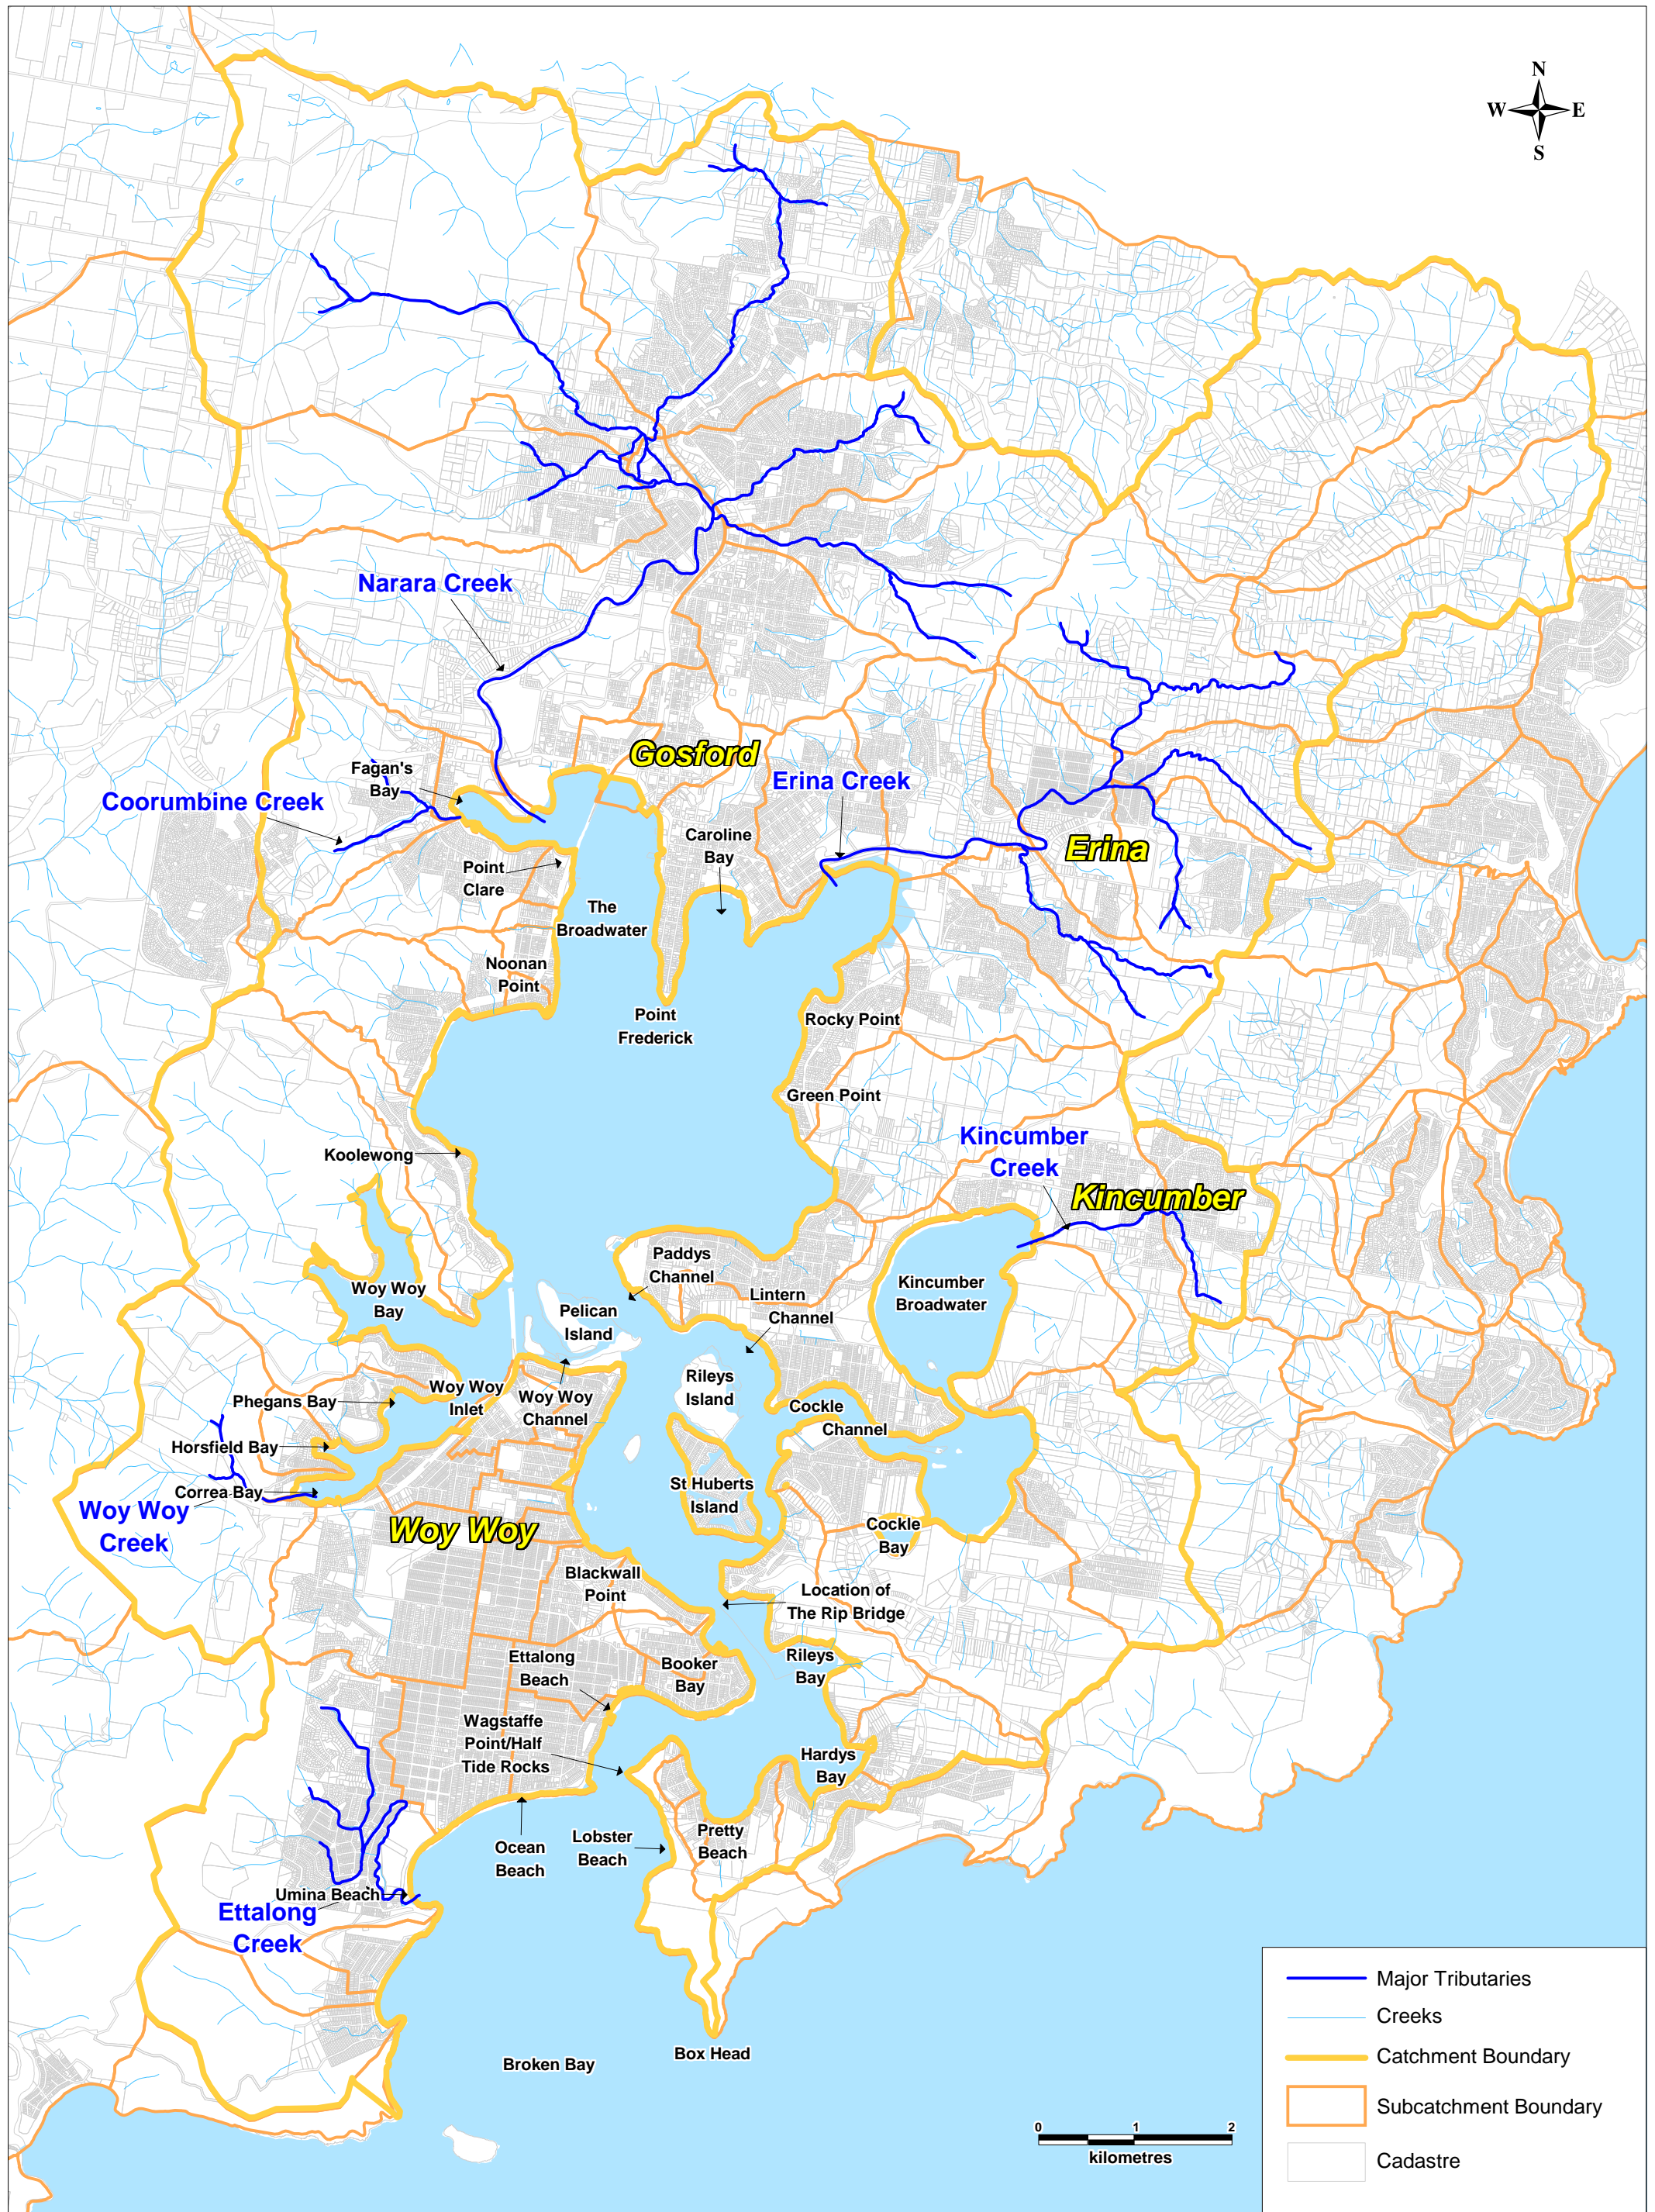 N
W E
S
Narara Creek
Gosford
Fagan's
Bay
Erina Creek
Coorumbine Creek
Caroline
Bay
Erina
Point
Clare
The
Broadwater
Noonan
Point
Point
Frederick
Rocky Point
Green Point
Kincumber
Creek
Koolewong
Kincumber
Paddys
Channel
Woy Woy
Bay
Kincumber
Broadwater
Lintern
Channel
Pelican
Island
Rileys
Island
Woy Woy
Inlet
Woy Woy
Channel
Phegans Bay
Cockle
Channel
Horsfield Bay
St Huberts
Island
Correa Bay
Woy Woy
Creek
Woy Woy
Cockle
Bay
Blackwall
Point
Location of
The Rip Bridge
Ettalong
Beach
Booker
Bay
Rileys
Bay
Wagstaffe
Point/Half
Tide Rocks
Hardys
Bay
Ocean
Beach
Lobster
Beach
Pretty
Beach
Umina Beach
Ettalong
Creek
Box Head
Broken Bay
0 1 2
kilometres
Major Tributaries
Creeks
Catchment Boundary
Subcatchment Boundary
Cadastre